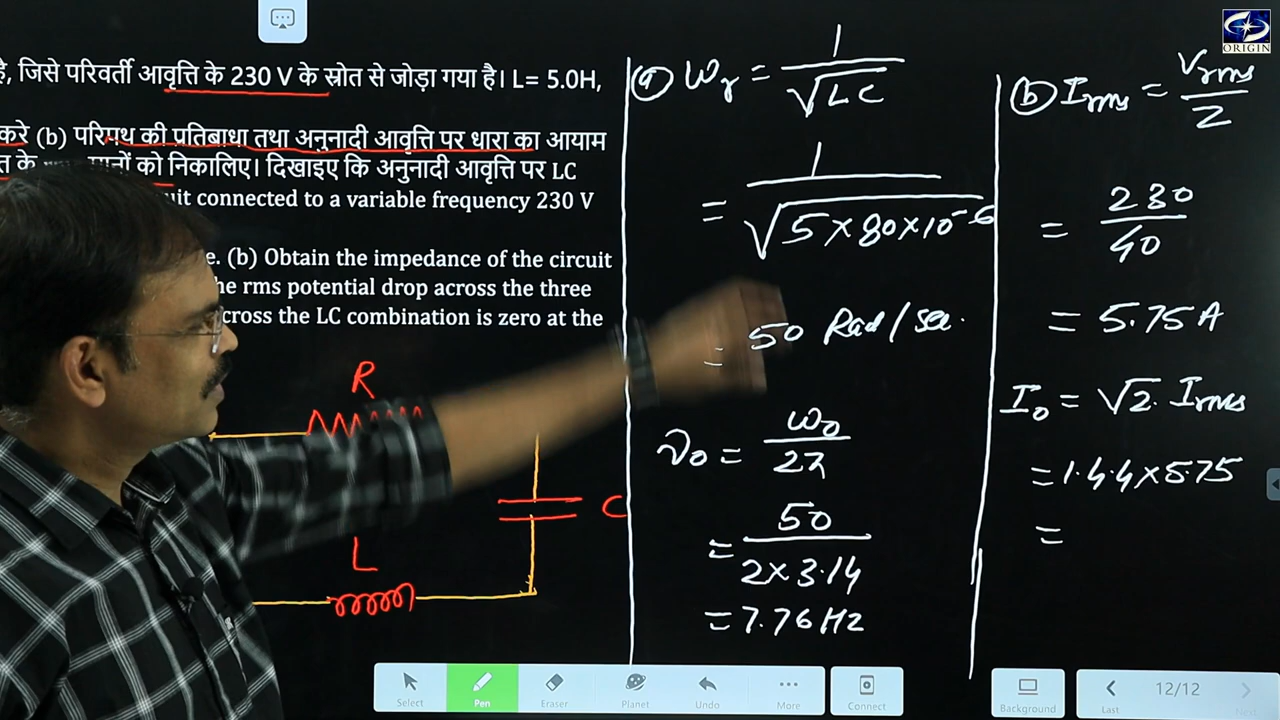 है, जिसे परिवर्ती आवृत्ति के 230 V के स्रोत से जोड़ा गया है। L= 5.0H,
करे (b) परिपथ की प्रतिबाधा तथा अनुनादी आवृत्ति पर धारा का आयाम
त के मानों को निकालिए। दिखाइए कि अनुनादी आवृत्ति पर LC
uit connected to a variable frequency 230 V
e. (b) Obtain the impedance of the circuit
he rms potential drop across the three
cross the LC combination is zero at the
R
C
L
(a) ωr = 1/√LC
= 1/√5×80×10^-6
= 50 Rad/sec.
ν0 = ω0/2π
= 50/2×3.14
= 7.76 Hz
(b) Irms = Vrms/Z
= 230/40
= 5.75 A
I0 = √2. Irms
= 1.4.4×5.75
=
ORIGIN
Select
Pen
Eraser
Planet
Undo
More
Connect
Background
Last
12/12
Next